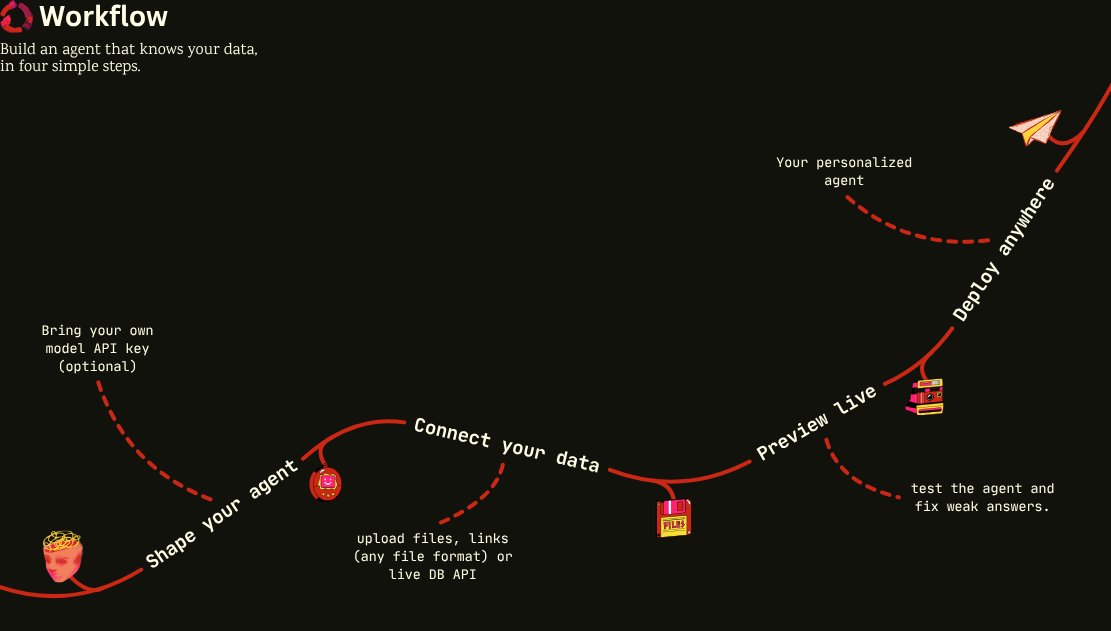 Workflow
Build an agent that knows your data,
in four simple steps.
Bring your own
model API key
(optional)
Shape your agent
Connect your data
upload files, links
(any file format) or
live DB API
FILES
Preview live
test the agent and
fix weak answers.
Your personalized
agent
Deploy anywhere